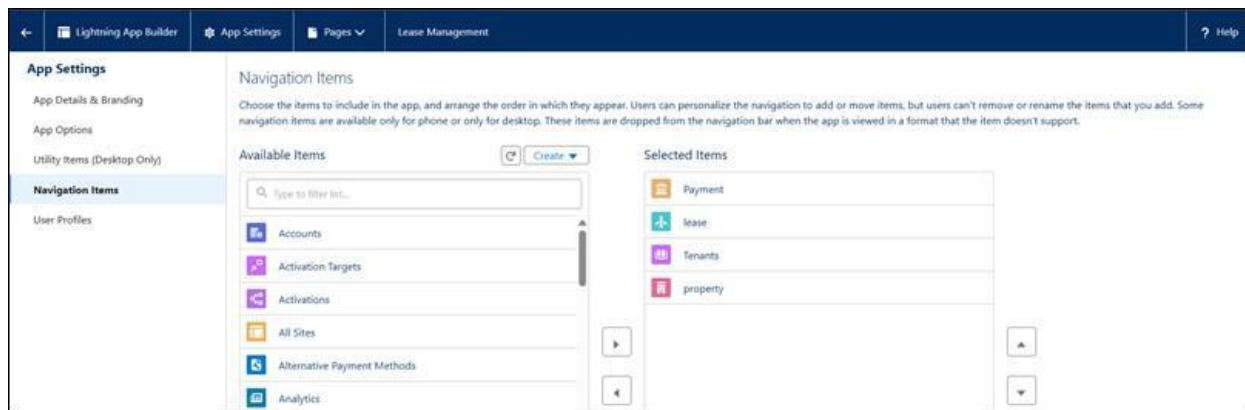 Lightning App Builder
App Settings
Pages
Lease Management
? Help
App Settings
App Details & Branding
App Options
Utility Items (Desktop Only)
Navigation Items
User Profiles
Navigation Items
Choose the items to include in the app, and arrange the order in which they appear. Users can personalize the navigation to add or move items, but users can't remove or rename the items that you add. Some
navigation items are available only for phone or only for desktop. These items are dropped from the navigation bar when the app is viewed in a format that the item doesn't support.
Available Items
Create
Type to filter list...
Accounts
Activation Targets
Activations
All Sites
Alternative Payment Methods
Analytics
Selected Items
Payment
lease
Tenants
property